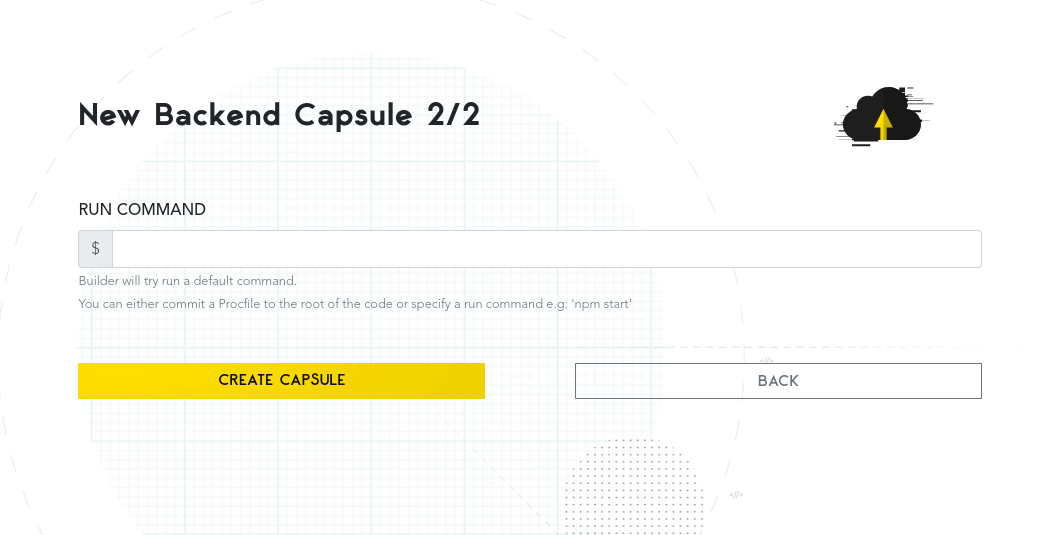 New Backend Capsule 2/2
RUN COMMAND
$
Builder will try run a default command.
You can either commit a Procfile to the root of the code or specify a run command e.g: 'npm start'
</>
CREATE CAPSULE
BACK
</>